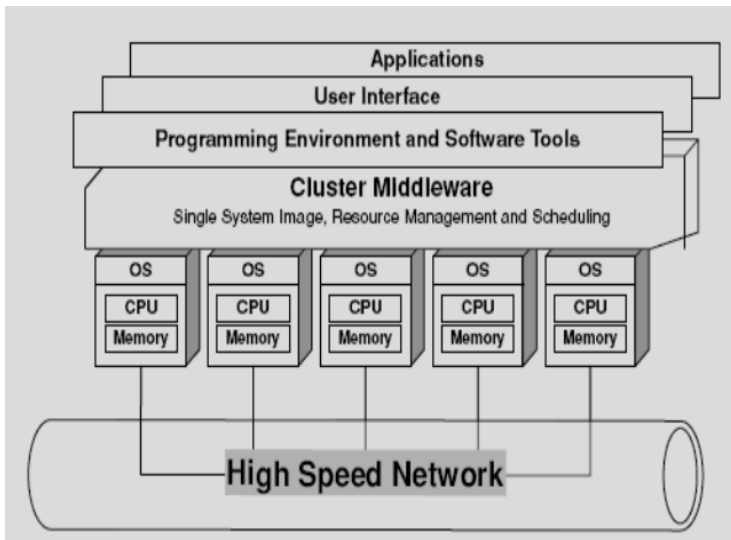 Applications
User Interface
Programming Environment and Software Tools
Cluster Middleware
Single System Image, Resource Management and Scheduling
OS OS OS OS OS
CPU CPU CPU CPU CPU
Memory Memory Memory Memory Memory
High Speed Network